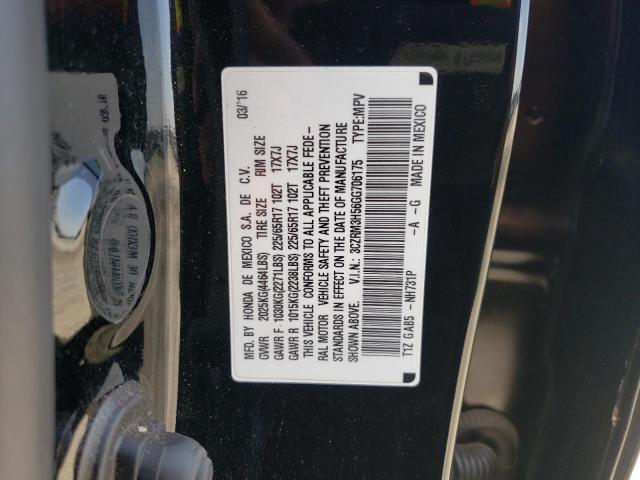 MFD. BY HONDA DE MEXICO S.A. DE C.V. 03/'16
GVWR 2025KG(4464LBS) TIRE SIZE RIM SIZE
GAWR F 1030KG(2271LBS) 225/65R17 102T 17X7J
GAWR R 1015KG(2238LBS) 225/65R17 102T 17X7J
THIS VEHICLE CONFORMS TO ALL APPLICABLE FEDE-
RAL MOTOR VEHICLE SAFETY AND THEFT PREVENTION
STANDARDS IN EFFECT ON THE DATE OF MANUFACTURE
SHOWN ABOVE. V.I.N.: 3CZRM3H56GG706175 TYPE:MPV
T1Z GAB5 -NH731P -A -G MADE IN MEXICO